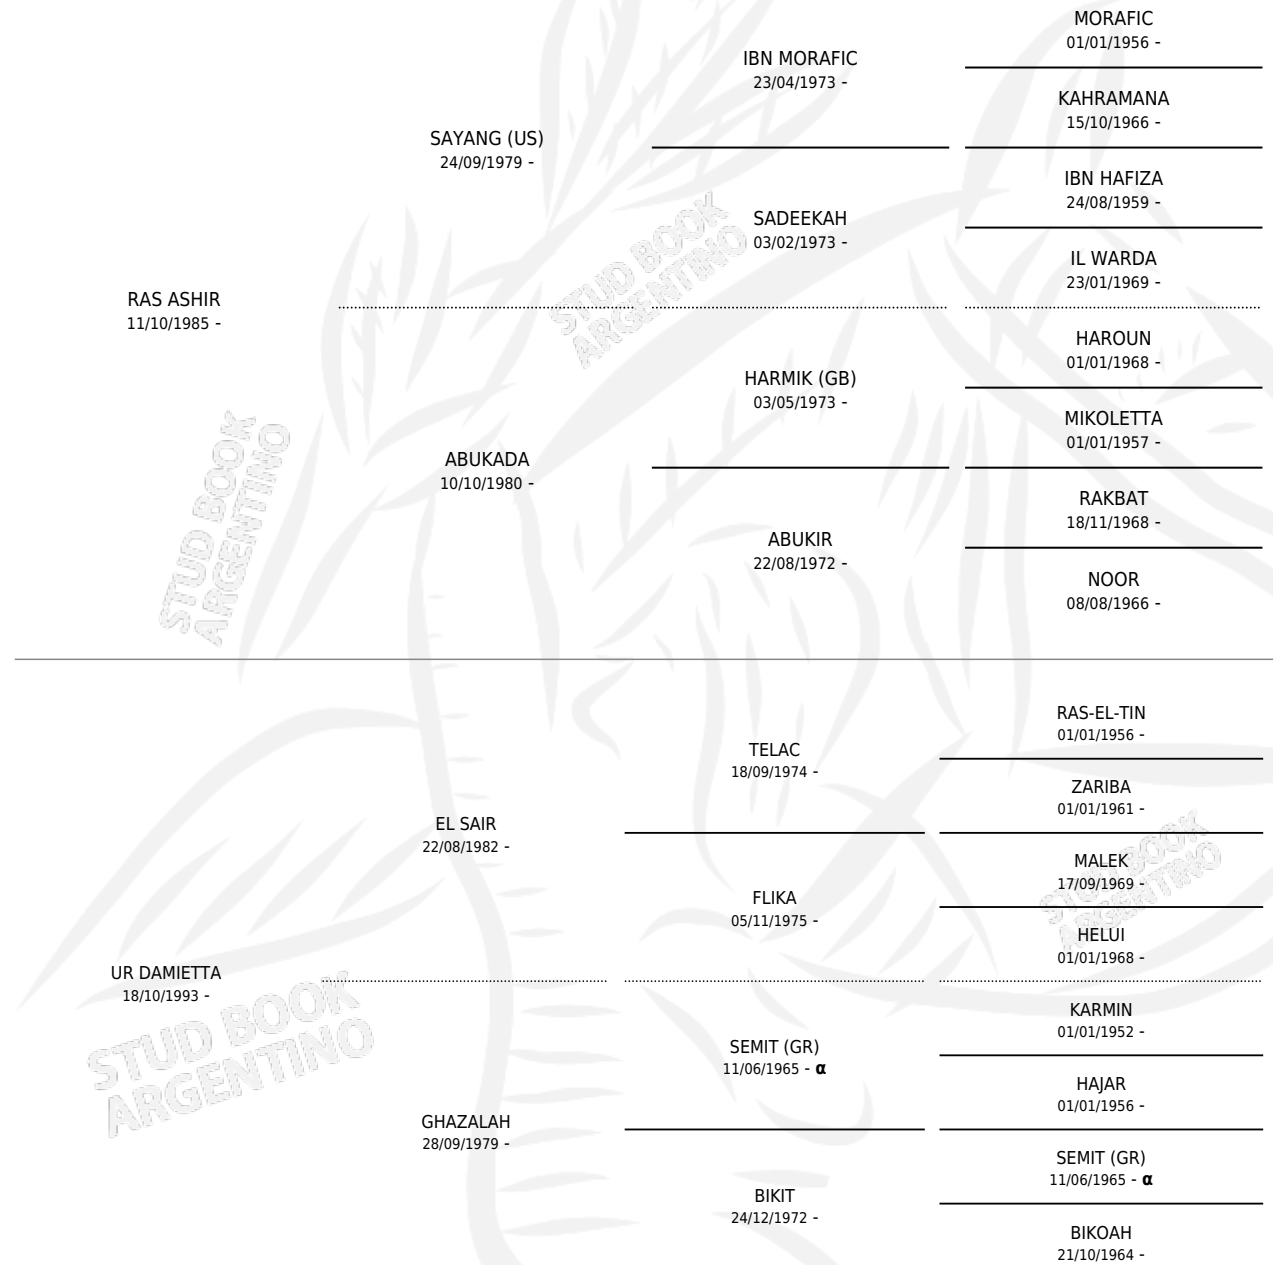 MORAFIC
01/01/1956 -
IBN MORAFIC
23/04/1973 -
KAHRAMANA
15/10/1966 -
SAYANG (US)
24/09/1979 -
IBN HAFIZA
24/08/1959 -
SADEEKAH
03/02/1973 -
IL WARDA
23/01/1969 -
STUD BOOK
ARGENTINO
RAS ASHIR
11/10/1985 -
HAROUN
01/01/1968 -
HARMIK (GB)
03/05/1973 -
MIKOLETTA
01/01/1957 -
ABUKADA
10/10/1980 -
RAKBAT
18/11/1968 -
ABUKIR
22/08/1972 -
NOOR
08/08/1966 -
STUD BOOK
ARGENTINO
RAS-EL-TIN
01/01/1956 -
TELAC
18/09/1974 -
ZARIBA
01/01/1961 -
EL SAIR
22/08/1982 -
MALEK
17/09/1969 -
FLIKA
05/11/1975 -
HELUI
01/01/1968 -
STUD BOOK
ARGENTINO
UR DAMIETTA
18/10/1993 -
STUD BOOK
ARGENTINO
KARMIN
01/01/1952 -
SEMIT (GR)
11/06/1965 - α
HAJAR
01/01/1956 -
GHAZALAH
28/09/1979 -
SEMIT (GR)
11/06/1965 - α
BIKIT
24/12/1972 -
BIKOAH
21/10/1964 -